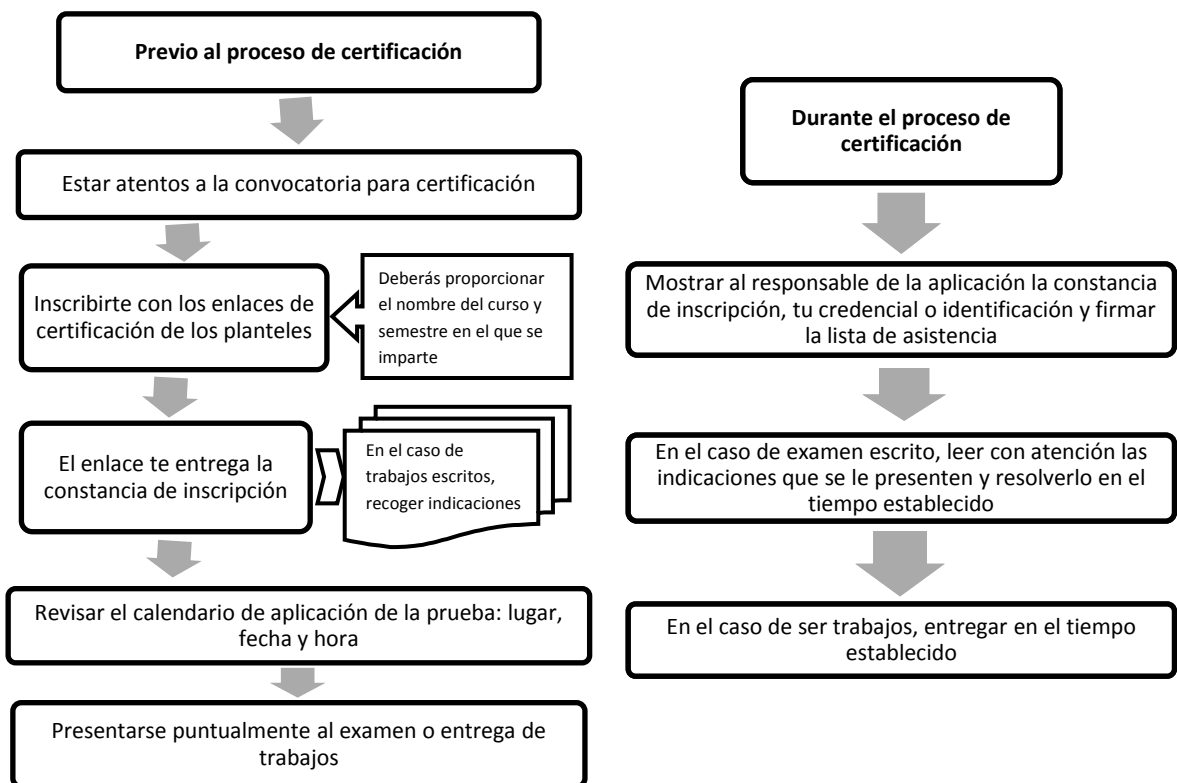 Previo al proceso de certificación
Estar atentos a la convocatoria para certificación
Inscribirte con los enlaces de
certificación de los planteles
Deberás proporcionar
el nombre del curso y
semestre en el que se
imparte
El enlace te entrega la
constancia de inscripción
En el caso de
trabajos escritos,
recoger indicaciones
Revisar el calendario de aplicación de la prueba: lugar,
fecha y hora
Presentarse puntualmente al examen o entrega de
trabajos
Durante el proceso de
certificación
Mostrar al responsable de la aplicación la constancia
de inscripción, tu credencial o identificación y firmar
la lista de asistencia
En el caso de examen escrito, leer con atención las
indicaciones que se le presenten y resolverlo en el
tiempo establecido
En el caso de ser trabajos, entregar en el tiempo
establecido